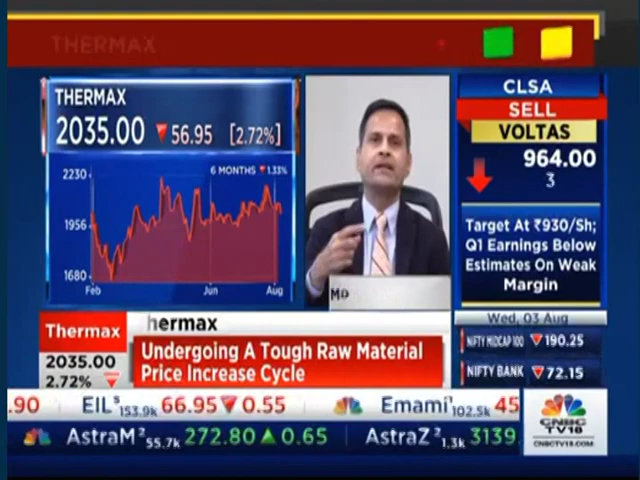 THERMAX
THERMAX
2035.00 56.95 [2.72%]
6 MONTHS 1.33%
2230
1956
1680
Feb Jun Aug
MD
CLSA
SELL
VOLTAS
964.00
3
Target At ₹930/Sh;
Q1 Earnings Below
Estimates On Weak
Margin
Wed, 03 Aug
NIFTY MIDCAP 100 190.25
NIFTY BANK 72.15
Thermax
2035.00
2.72%
hermax
Undergoing A Tough Raw Material
Price Increase Cycle
.90 EIL s 153.9k 66.95 0.55 Emami 102.5k 45
AstraM 2 55.7k 272.80 0.65 AstraZ 2 1.3k 3139
CNBC
TV18
CNBCTV18.COM